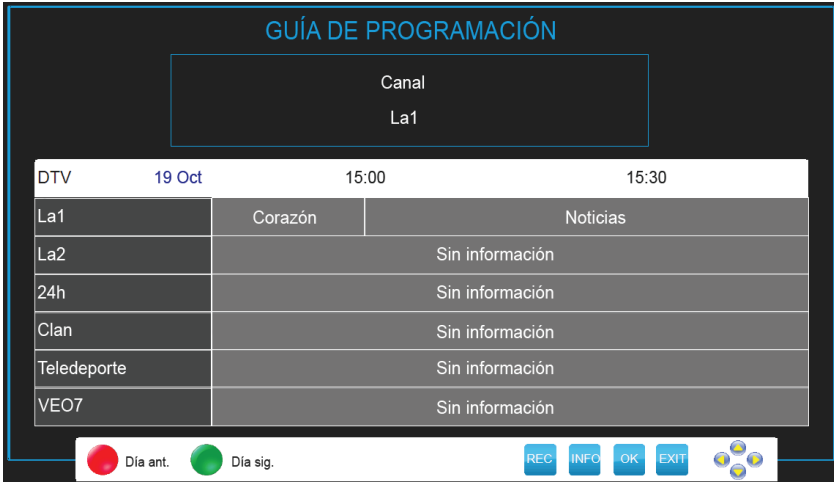 GUÍA DE PROGRAMACIÓN
Canal
La1
DTV 19 Oct 15:00 15:30
La1 Corazón Noticias
La2 Sin información
24h Sin información
Clan Sin información
Teledeporte Sin información
VEO7 Sin información
Día ant. Día sig. REC INFO OK EXIT